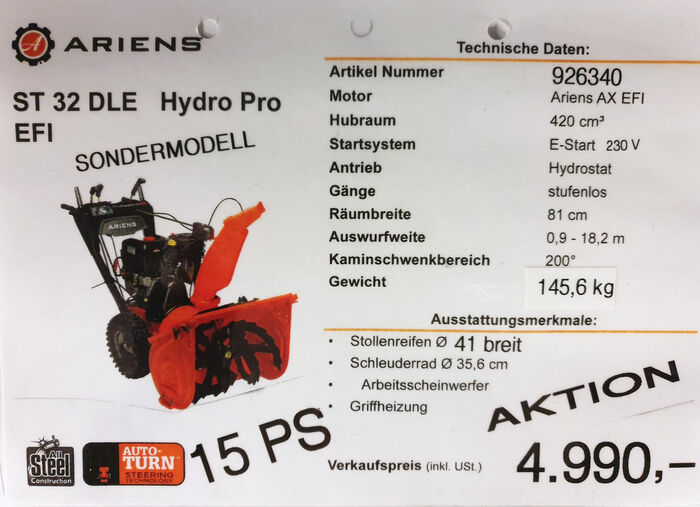 ARIENS
ST 32 DLE Hydro Pro
EFI
SONDERMODELL
ARIENS
All
Steel
Construction
AUTO-
TURN
STEERING
TECHNOLOGY
15 PS
Technische Daten:
Artikel Nummer 926340
Motor Ariens AX EFI
Hubraum 420 cm³
Startsystem E-Start 230 V
Antrieb Hydrostat
Gänge stufenlos
Räumbreite 81 cm
Auswurfweite 0,9 - 18,2 m
Kaminschwenkbereich 200°
Gewicht 145,6 kg
Ausstattungsmerkmale:
· Stollenreifen Ø 41 breit
· Schleuderrad Ø 35,6 cm
· Arbeitsscheinwerfer
· Griffheizung
AKTION
Verkaufspreis (inkl. USt.) 4.990,–